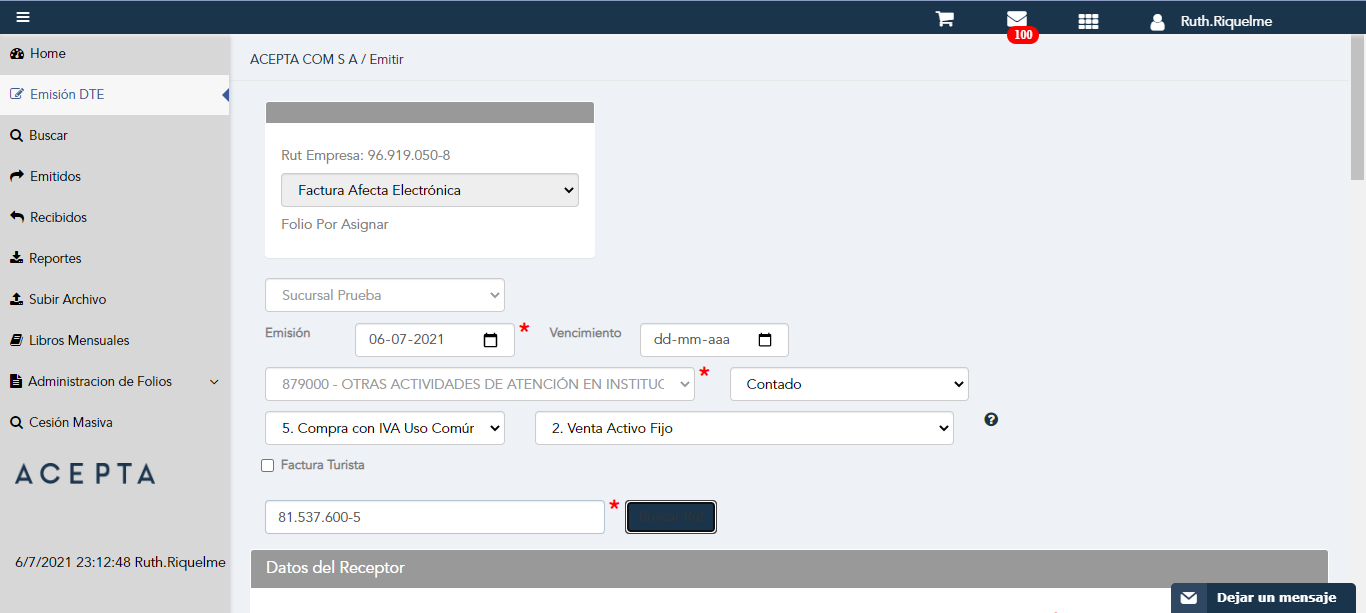 Ruth.Riquelme
100
Home
ACEPTA COM S A / Emitir
Emisión DTE
Buscar
Emitidos
Recibidos
Reportes
Subir Archivo
Libros Mensuales
Administracion de Folios
Cesión Masiva
ACEPTA
6/7/2021 23:12:48 Ruth.Riquelme
Rut Empresa: 96.919.050-8
Factura Afecta Electrónica
Folio Por Asignar
Sucursal Prueba
Emisión
06-07-2021
*
Vencimiento
dd-mm-aaa
879000 - OTRAS ACTIVIDADES DE ATENCIÓN EN INSTITUC
*
Contado
5. Compra con IVA Uso Comúr
2. Venta Activo Fijo
?
Factura Turista
81.537.600-5
*
Datos del Receptor
Dejar un mensaje